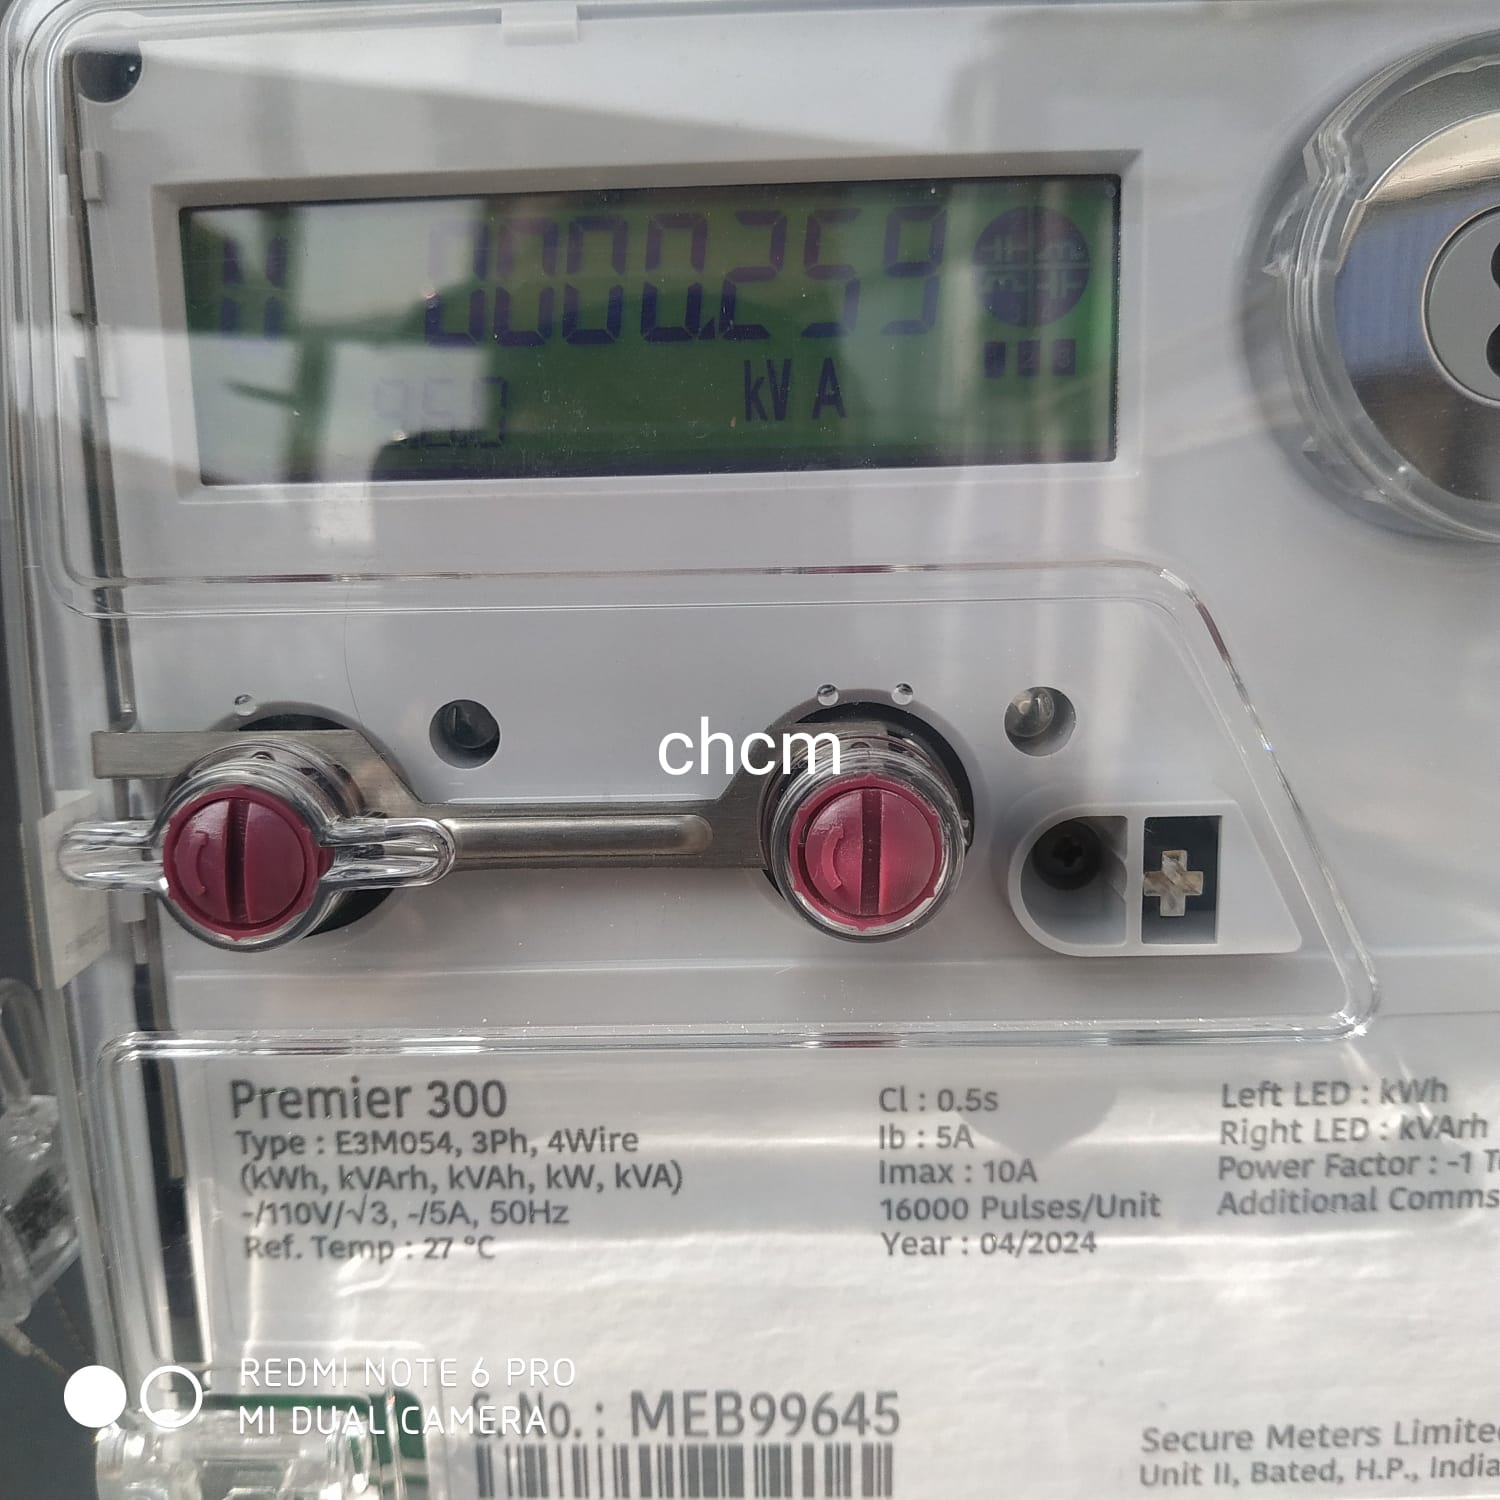 0000.259
kV A
chcm
Premier 300
Type : E3M054, 3Ph, 4Wire
(kWh, kVArh, kVAh, kW, kVA)
-/110V/√3, -/5A, 50Hz
Ref. Temp : 27 °C
Cl : 0.5s
Ib : 5A
Imax : 10A
16000 Pulses/Unit
Year : 04/2024
Left LED : kWh
Right LED : kVArh
Power Factor : -1
Additional Comms
REDMI NOTE 6 PRO
MI DUAL CAMERA
No. : MEB99645
Secure Meters Limite
Unit II, Bated, H.P., India